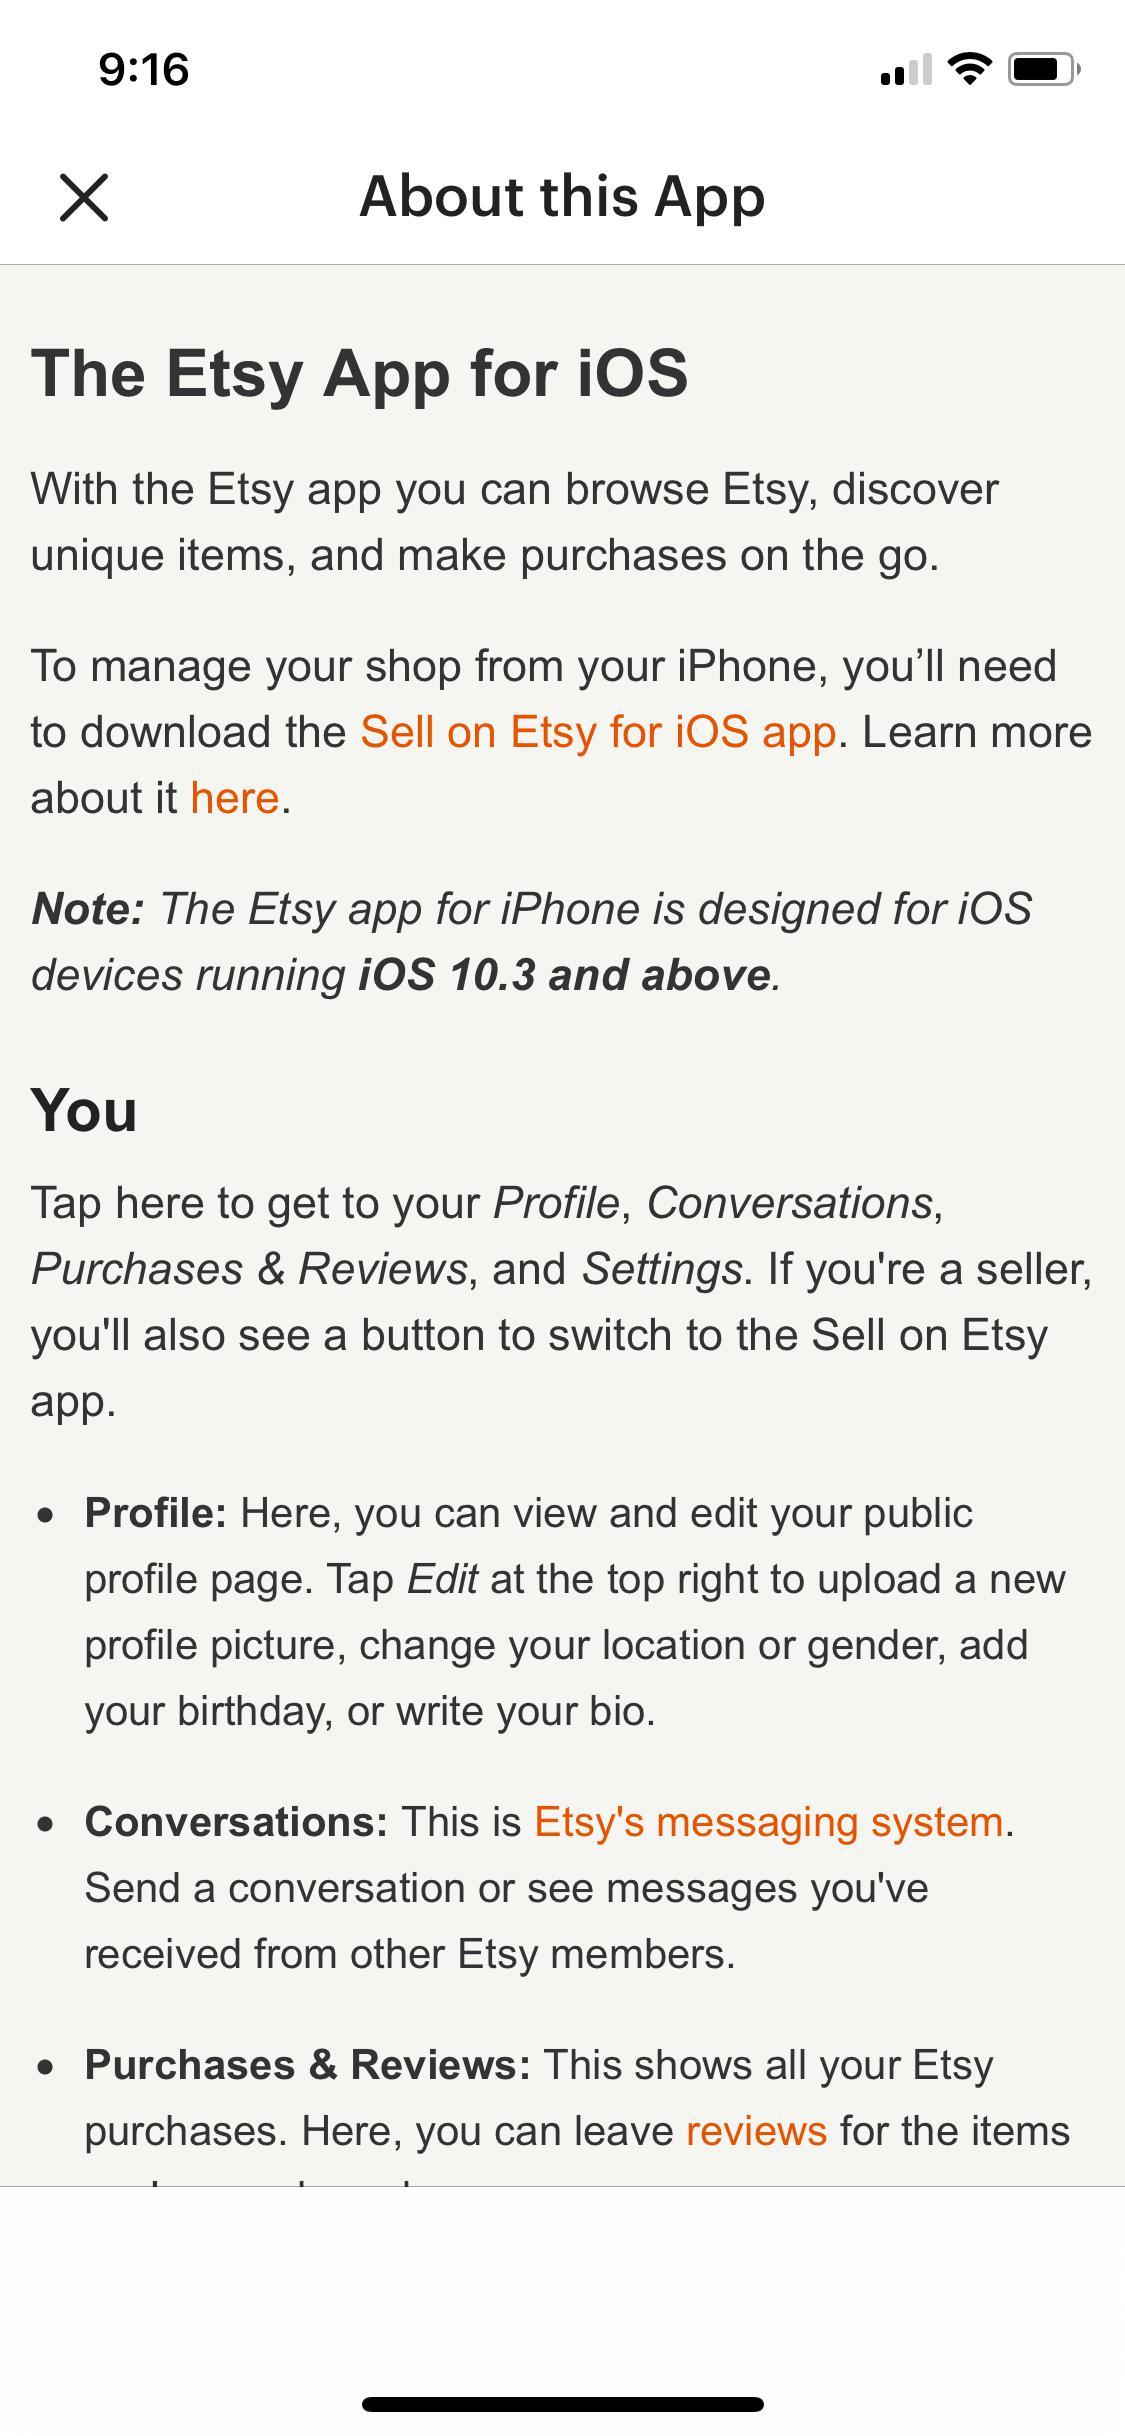 9:16
About this App
The Etsy App for iOS
With the Etsy app you can browse Etsy, discover
unique items, and make purchases on the go.
To manage your shop from your iPhone, you’ll need
to download the Sell on Etsy for iOS app. Learn more
about it here.
Note: The Etsy app for iPhone is designed for iOS
devices running iOS 10.3 and above.
You
Tap here to get to your Profile, Conversations,
Purchases & Reviews, and Settings. If you're a seller,
you'll also see a button to switch to the Sell on Etsy
app.
• Profile: Here, you can view and edit your public
profile page. Tap Edit at the top right to upload a new
profile picture, change your location or gender, add
your birthday, or write your bio.
• Conversations: This is Etsy's messaging system.
Send a conversation or see messages you've
received from other Etsy members.
• Purchases & Reviews: This shows all your Etsy
purchases. Here, you can leave reviews for the items